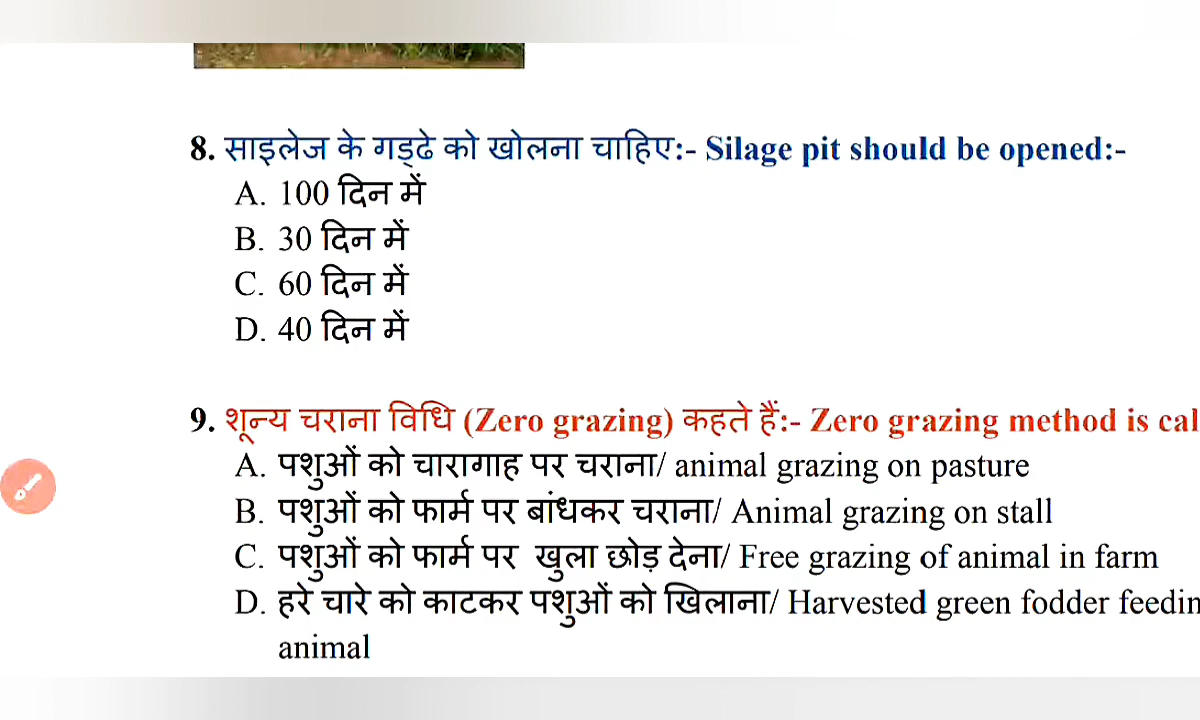 8. साइलेज के गड्ढे को खोलना चाहिए:- Silage pit should be opened:-
A. 100 दिन में
B. 30 दिन में
C. 60 दिन में
D. 40 दिन में
9. शून्य चराना विधि (Zero grazing) कहते हैं:- Zero grazing method is cal
A. पशुओं को चारागाह पर चराना/ animal grazing on pasture
B. पशुओं को फार्म पर बांधकर चराना/ Animal grazing on stall
C. पशुओं को फार्म पर खुला छोड़ देना/ Free grazing of animal in farm
D. हरे चारे को काटकर पशुओं को खिलाना/ Harvested green fodder feedin
animal